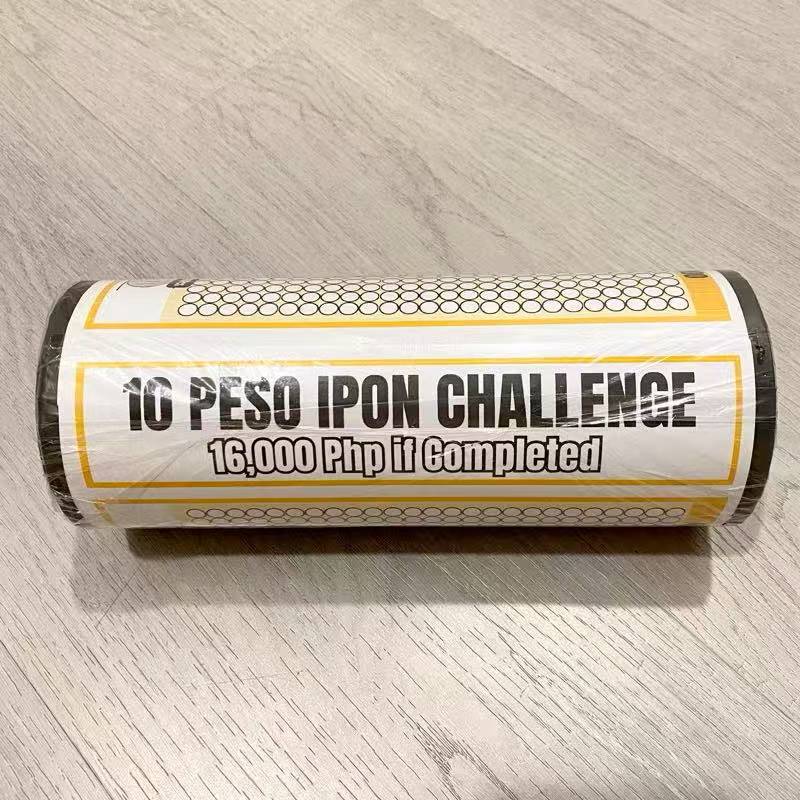 10 PESO IPON CHALLENGE
16,000 Php if Completed